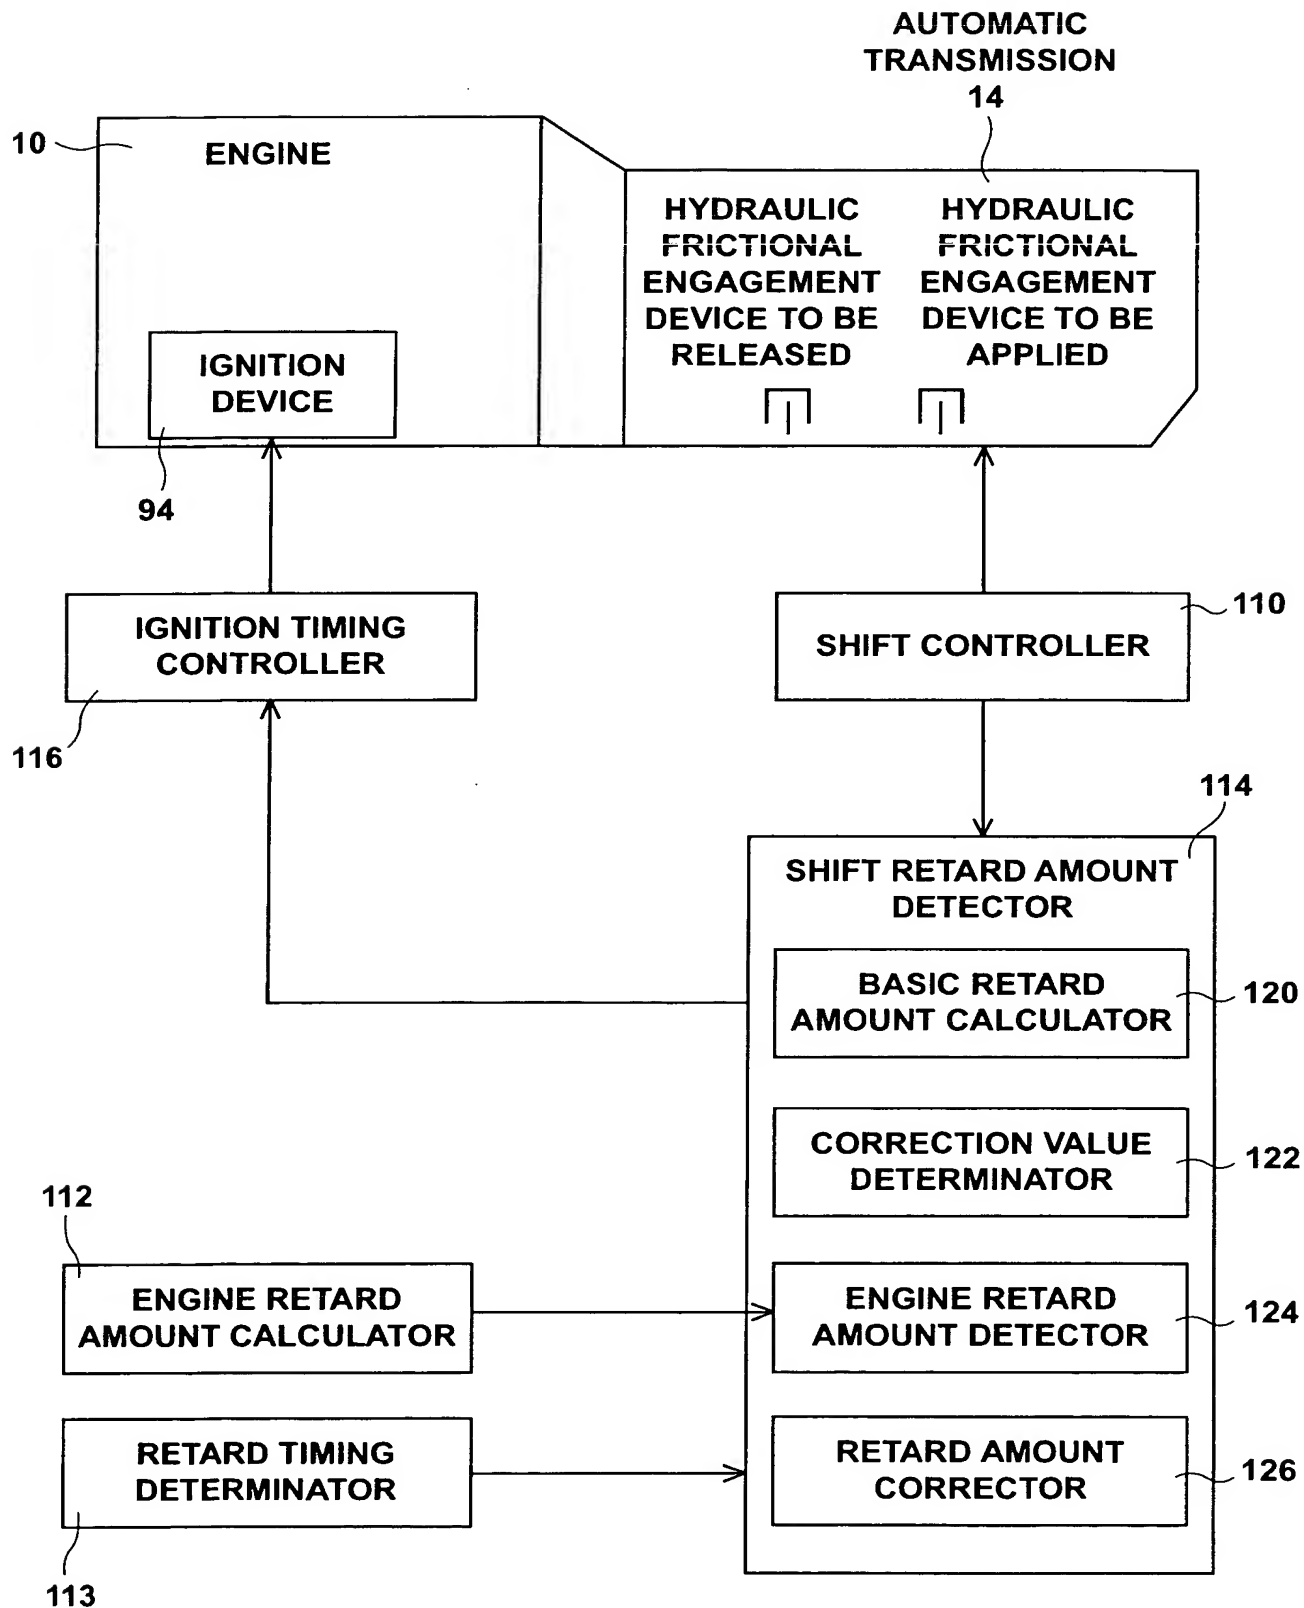 AUTOMATIC
TRANSMISSION
14
10
ENGINE
HYDRAULIC
FRICTIONAL
ENGAGEMENT
DEVICE TO BE
RELEASED
HYDRAULIC
FRICTIONAL
ENGAGEMENT
DEVICE TO BE
APPLIED
IGNITION
DEVICE
94
IGNITION TIMING
CONTROLLER
116
SHIFT CONTROLLER
110
114
SHIFT RETARD AMOUNT
DETECTOR
BASIC RETARD
AMOUNT CALCULATOR
120
CORRECTION VALUE
DETERMINATOR
122
112
ENGINE RETARD
AMOUNT CALCULATOR
ENGINE RETARD
AMOUNT DETECTOR
124
RETARD TIMING
DETERMINATOR
113
RETARD AMOUNT
CORRECTOR
126